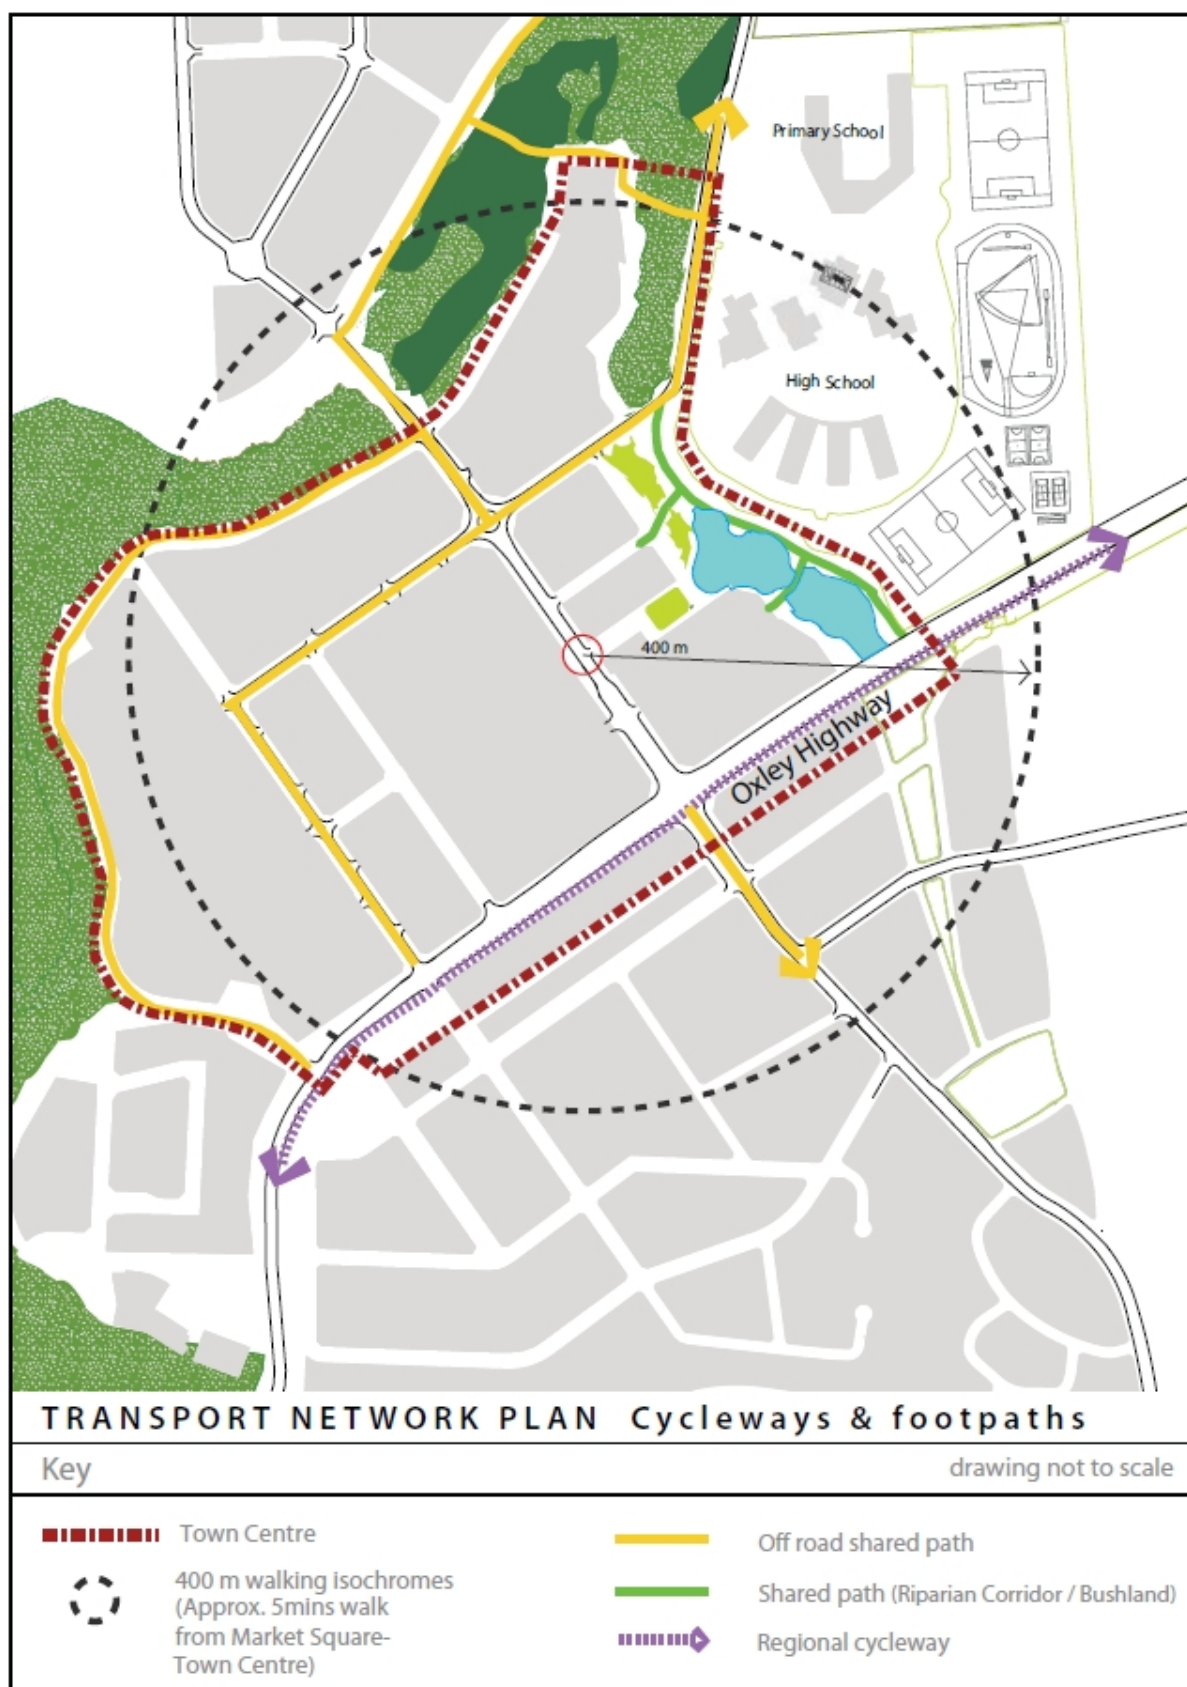 Primary School
High School
400 m
Oxley Highway
TRANSPORT NETWORK PLAN Cycleways & footpaths
Key
drawing not to scale
Town Centre
400 m walking isochromes
(Approx. 5mins walk
from Market Square-
Town Centre)
Off road shared path
Shared path (Riparian Corridor / Bushland)
Regional cycleway